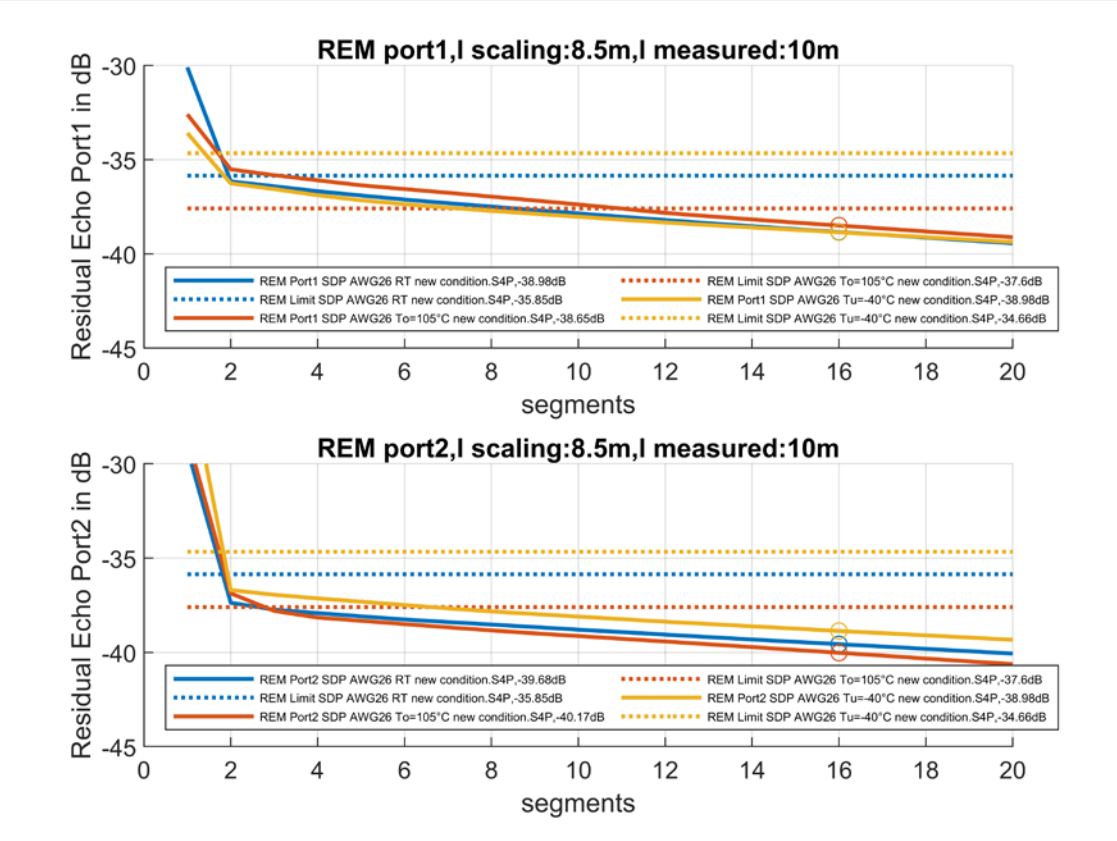 REM port1,l scaling:8.5m,l measured:10m
Residual Echo Port1 in dB
-30
-35
-40
-45
REM Port1 SDP AWG26 RT new condition.S4P,-38.98dB
REM Limit SDP AWG26 RT new condition.S4P,-35.85dB
REM Port1 SDP AWG26 To=105°C new condition.S4P,-38.65dB
REM Limit SDP AWG26 To=105°C new condition.S4P,-37.6dB
REM Port1 SDP AWG26 Tu=-40°C new condition.S4P,-38.98dB
REM Limit SDP AWG26 Tu=-40°C new condition.S4P,-34.66dB
0 2 4 6 8 10 12 14 16 18 20
segments
REM port2,l scaling:8.5m,l measured:10m
Residual Echo Port2 in dB
-30
-35
-40
-45
REM Port2 SDP AWG26 RT new condition.S4P,-39.68dB
REM Limit SDP AWG26 RT new condition.S4P,-35.85dB
REM Port2 SDP AWG26 To=105°C new condition.S4P,-40.17dB
REM Limit SDP AWG26 To=105°C new condition.S4P,-37.6dB
REM Port2 SDP AWG26 Tu=-40°C new condition.S4P,-38.98dB
REM Limit SDP AWG26 Tu=-40°C new condition.S4P,-34.66dB
0 2 4 6 8 10 12 14 16 18 20
segments